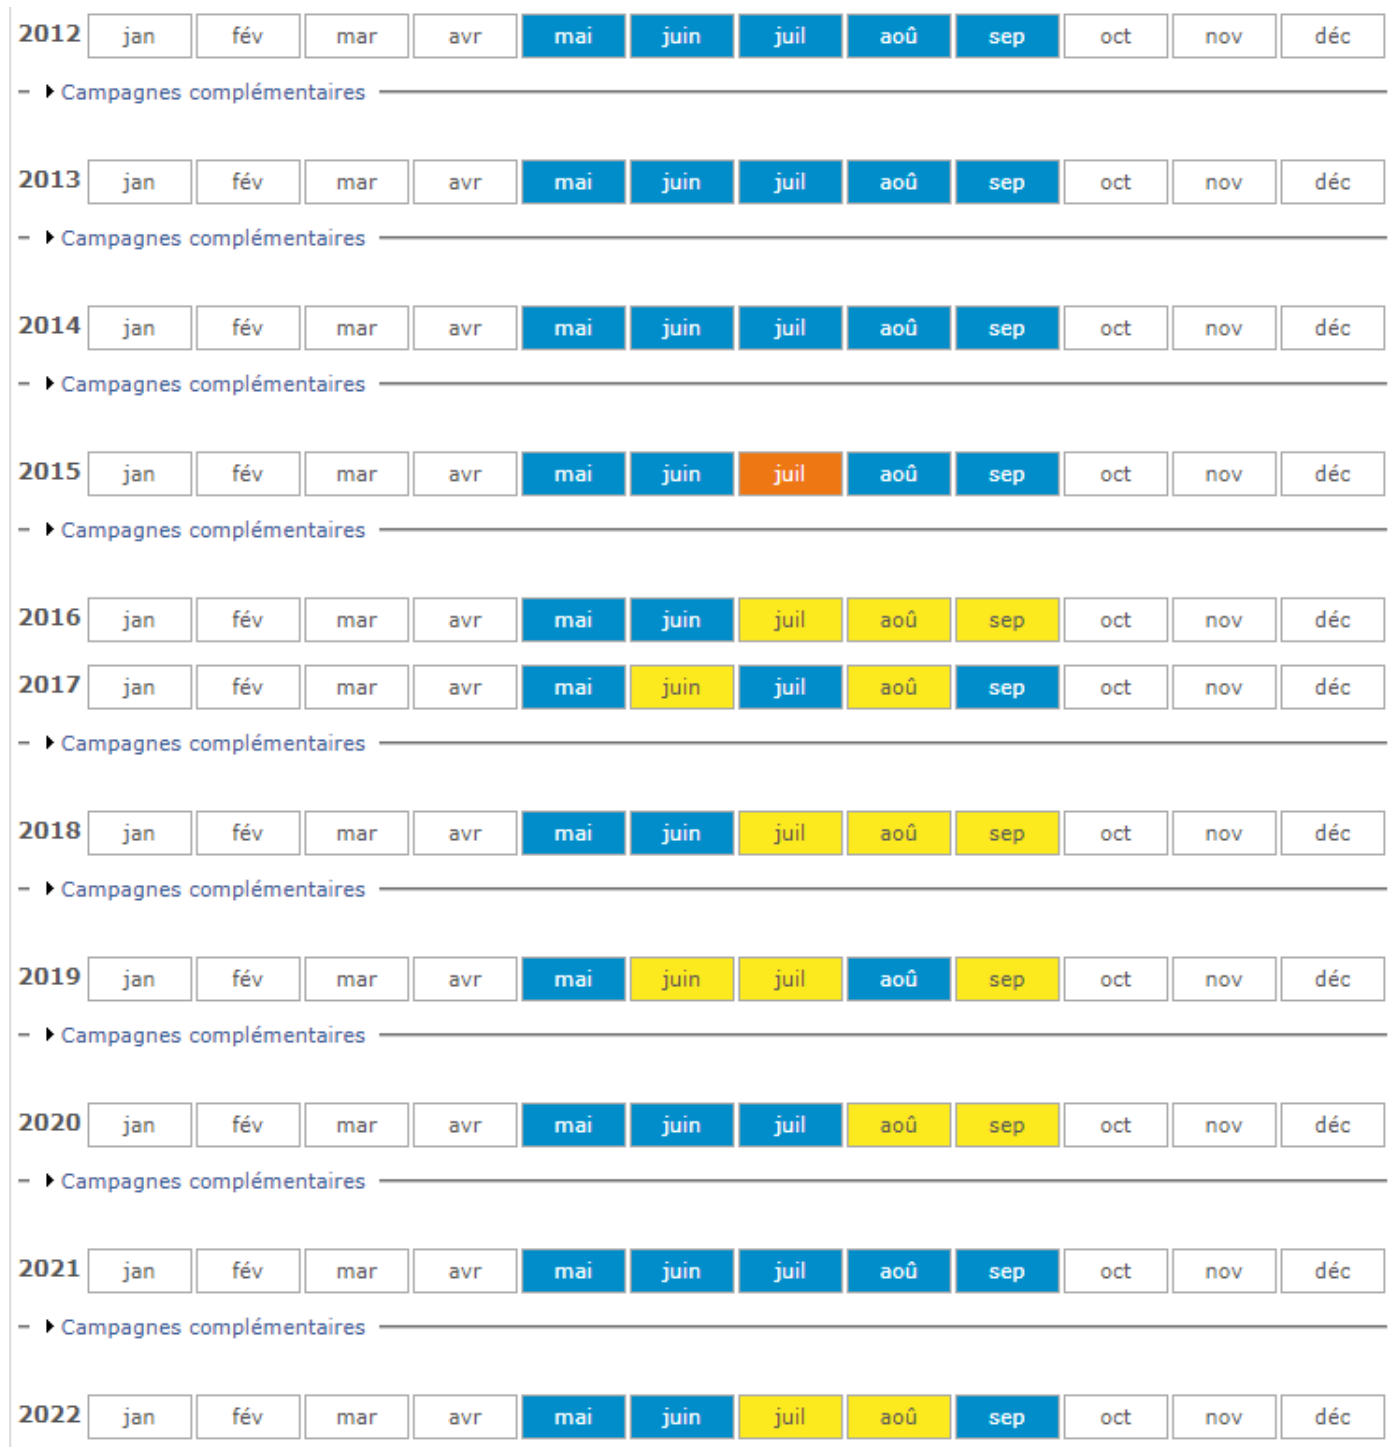 2012 jan fév mar avr mai juin juil aoû sep oct nov déc
Campagnes complémentaires
2013 jan fév mar avr mai juin juil aoû sep oct nov déc
Campagnes complémentaires
2014 jan fév mar avr mai juin juil aoû sep oct nov déc
Campagnes complémentaires
2015 jan fév mar avr mai juin juil aoû sep oct nov déc
Campagnes complémentaires
2016 jan fév mar avr mai juin juil aoû sep oct nov déc
2017 jan fév mar avr mai juin juil aoû sep oct nov déc
Campagnes complémentaires
2018 jan fév mar avr mai juin juil aoû sep oct nov déc
Campagnes complémentaires
2019 jan fév mar avr mai juin juil aoû sep oct nov déc
Campagnes complémentaires
2020 jan fév mar avr mai juin juil aoû sep oct nov déc
Campagnes complémentaires
2021 jan fév mar avr mai juin juil aoû sep oct nov déc
Campagnes complémentaires
2022 jan fév mar avr mai juin juil aoû sep oct nov déc